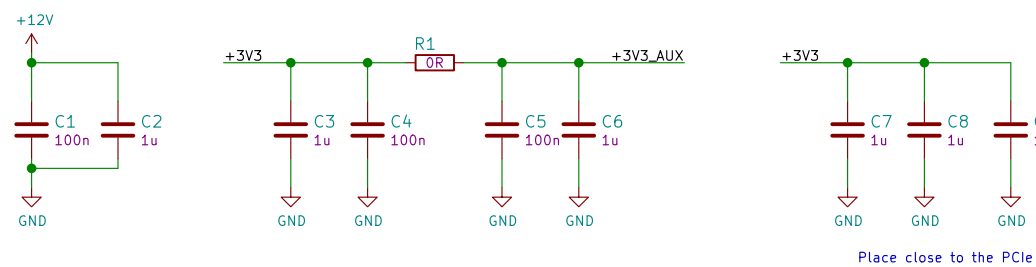 +12V
C1
100n
C2
1u
GND
+3V3
R1
0R
+3V3_AUX
C3
1u
C4
100n
C5
100n
C6
1u
GND
GND
GND
GND
+3V3
C7
1u
C8
1u
GND
GND
GND
Place close to the PCIe